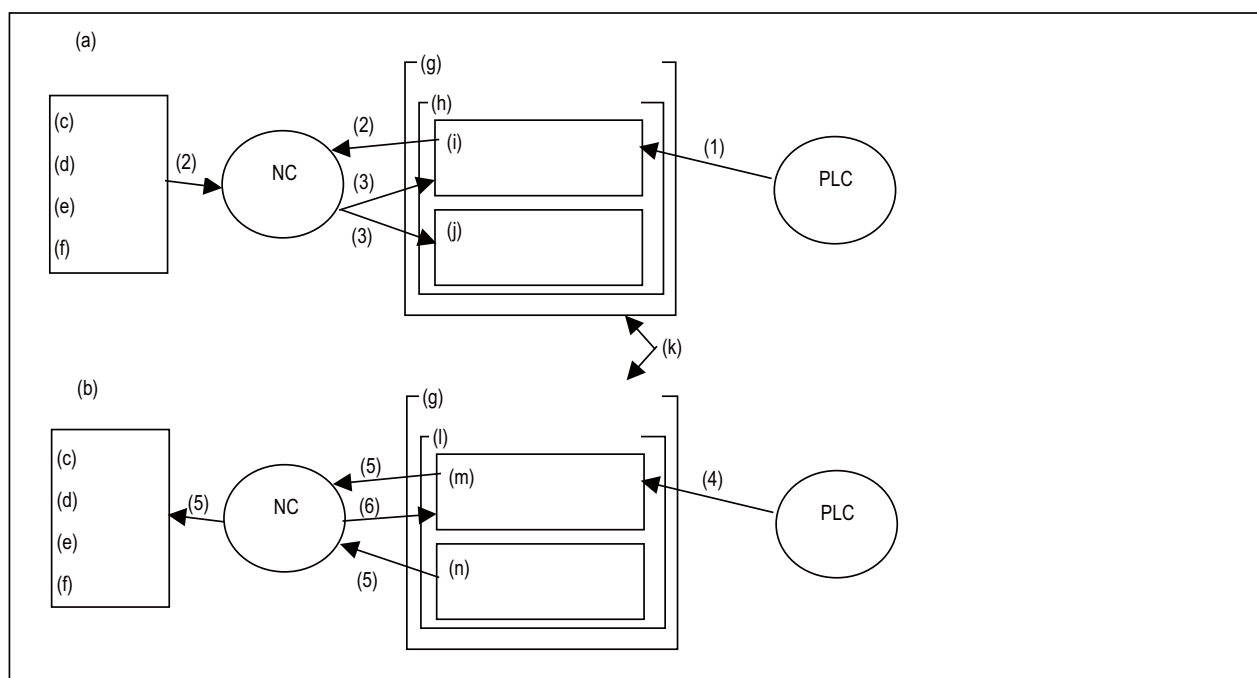 (a)
(g)
(h)
(c)
(d)
(e)
(f)
(2)
NC
(2)
(3)
(3)
(i)
(j)
(1)
PLC
(k)
(b)
(g)
(l)
(c)
(d)
(e)
(f)
(5)
NC
(5)
(6)
(5)
(m)
(n)
(4)
PLC